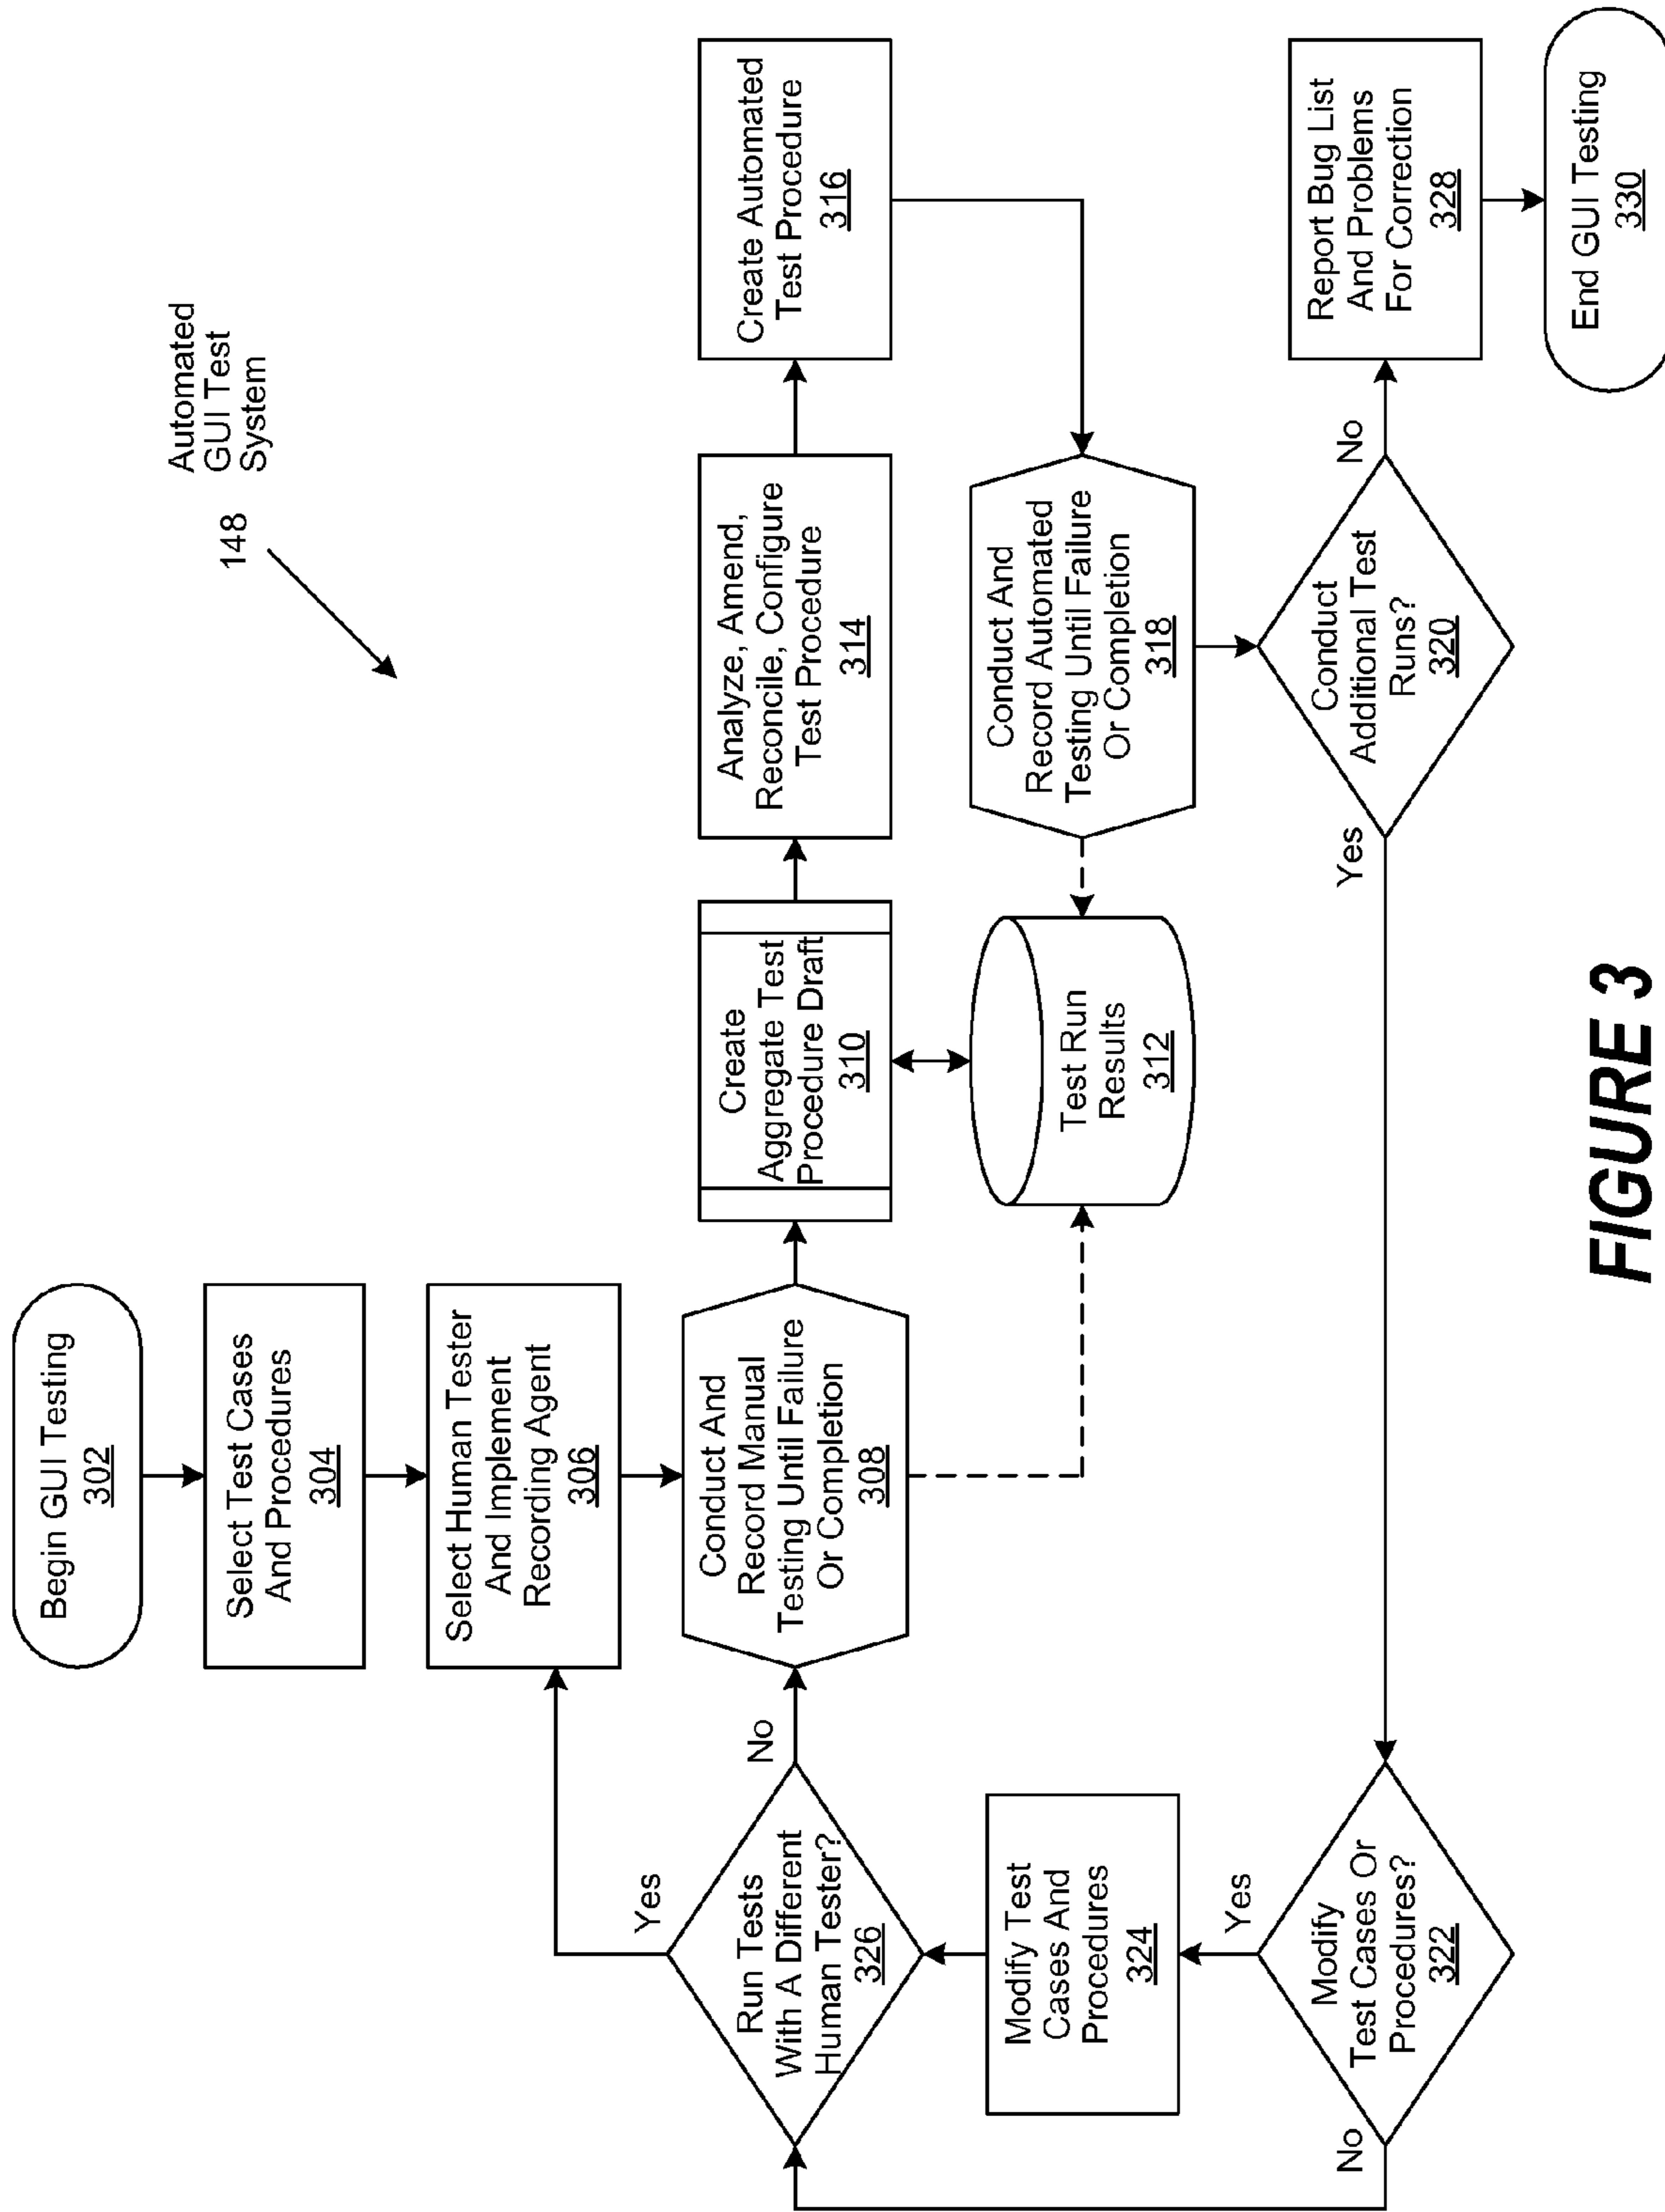 Automated
GUI Test
System
148
Begin GUI Testing
302
Select Test Cases
And Procedures
304
Select Human Tester
And Implement
Recording Agent
306
Conduct And
Record Manual
Testing Until Failure
Or Completion
308
Create
Aggregate Test
Procedure Draft
310
Test Run
Results
312
Analyze, Amend,
Reconcile, Configure
Test Procedure
314
Create Automated
Test Procedure
316
Conduct And
Record Automated
Testing Until Failure
Or Completion
318
Conduct
Additional Test
Runs?
320
Yes
No
Modify
Test Cases Or
Procedures?
322
Yes
No
Modify Test
Cases And
Procedures
324
Run Tests
With A Different
Human Tester?
326
Yes
No
Report Bug List
And Problems
For Correction
328
End GUI Testing
330
FIGURE 3